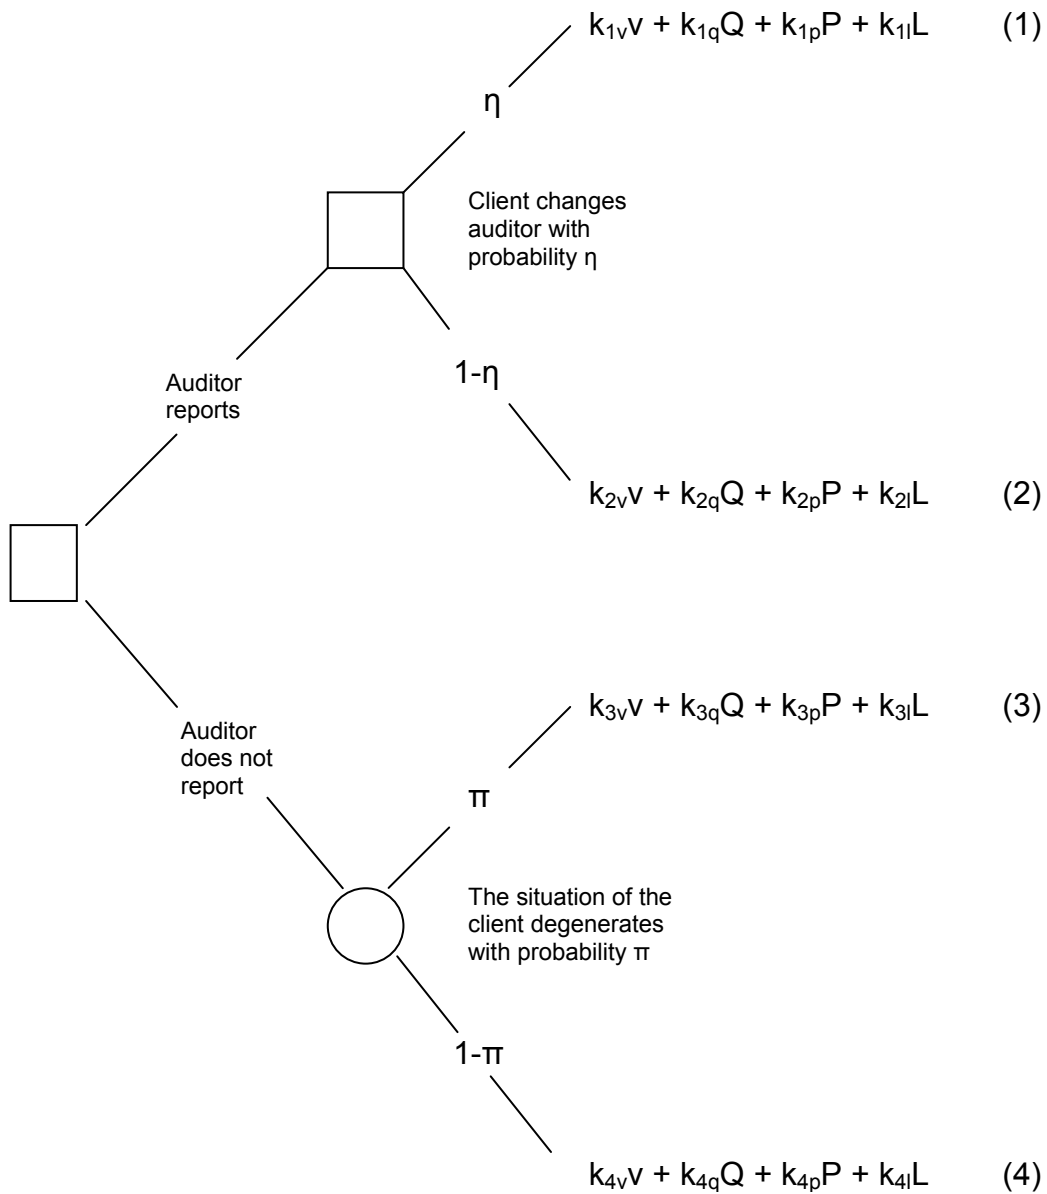 k₁ᵥv + k₁qQ + k₁ₚP + k₁ₗL (1)
η
Client changes
auditor with
probability η
1-η
Auditor
reports
k₂ᵥv + k₂qQ + k₂ₚP + k₂ₗL (2)
k₃ᵥv + k₃qQ + k₃ₚP + k₃ₗL (3)
Auditor
does not
report
π
The situation of the
client degenerates
with probability π
1-π
k₄ᵥv + k₄qQ + k₄ₚP + k₄ₗL (4)